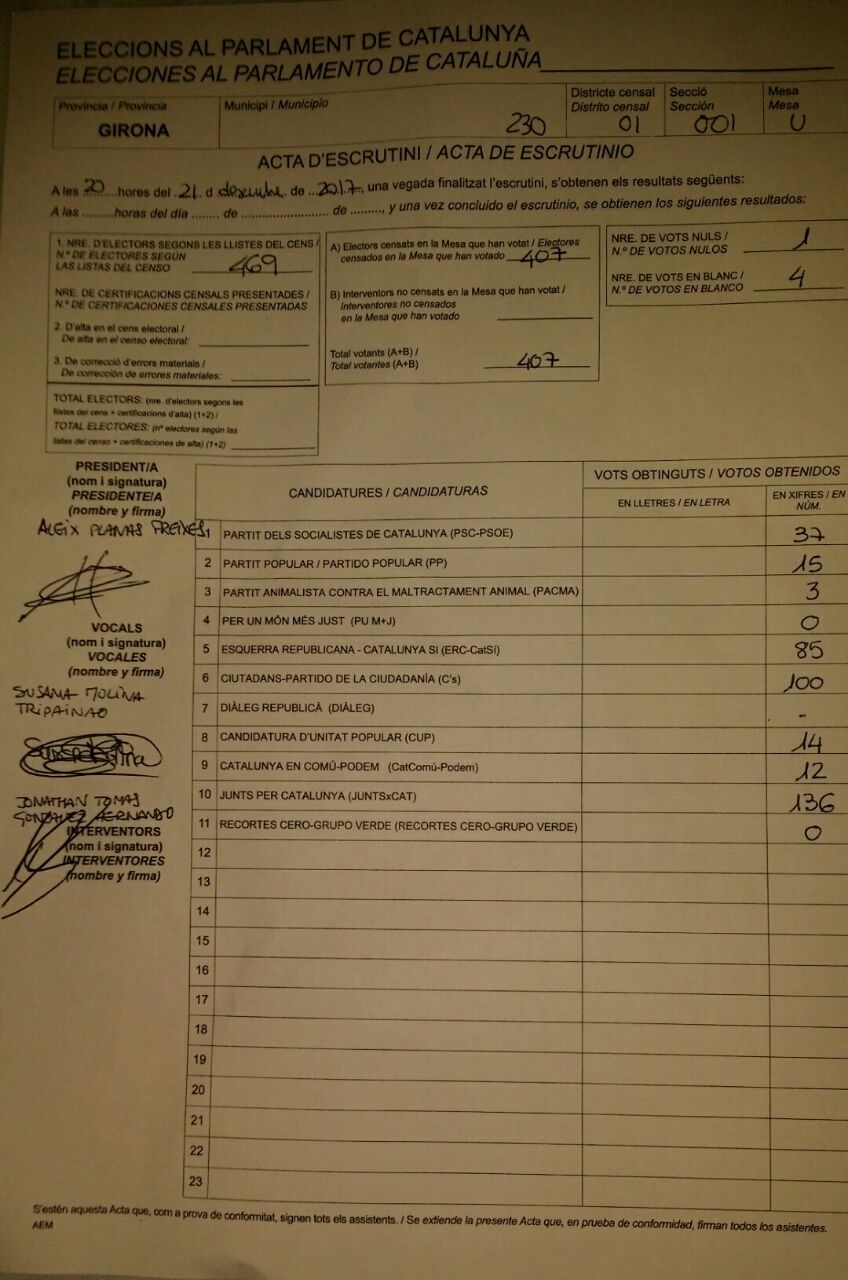 ELECCIONS AL PARLAMENT DE CATALUNYA
ELECCIONES AL PARLAMENTO DE CATALUÑA
Província / Provincia
GIRONA
Municipi / Municipio
230
Districte censal
Distrito censal
01
Secció
Sección
001
Mesa
Mesa
U
ACTA D'ESCRUTINI / ACTA DE ESCRUTINIO
A les 20 hores del 21 d desembre de 2017, una vegada finalitzat l'escrutini, s'obtenen els resultats següents:
A las ........ horas del día ........ de ........................ de ........., y una vez concluido el escrutinio, se obtienen los siguientes resultados:
1. NRE. D'ELECTORS SEGONS LES LLISTES DEL CENS /
N.º DE ELECTORES SEGÚN
LAS LISTAS DEL CENSO 469
NRE. DE CERTIFICACIONS CENSALS PRESENTADES /
N.º DE CERTIFICACIONES CENSALES PRESENTADAS
2. D'alta en el cens electoral /
De alta en el censo electoral:
3. De correcció d'errors materials /
De corrección de errores materiales:
TOTAL ELECTORS: (nre. d'electors segons les
llistes del cens + certificacions d'alta) (1+2) /
TOTAL ELECTORES: (nº electores según las
listas del censo + certificaciones de alta) (1+2)
A) Electors censats en la Mesa que han votat / Electores
censados en la Mesa que han votado 407
B) Interventors no censats en la Mesa que han votat /
Interventores no censados
en la Mesa que han votado
Total votants (A+B) /
Total votantes (A+B) 407
NRE. DE VOTS NULS /
N.º DE VOTOS NULOS 1
NRE. DE VOTS EN BLANC /
N.º DE VOTOS EN BLANCO 4
PRESIDENT/A
(nom i signatura)
PRESIDENTE/A
(nombre y firma)
ALEIX PLANAS FREIXES
VOCALS
(nom i signatura)
VOCALES
(nombre y firma)
SUSANA MOLINA
TRIPAINAO
JONATHAN TOMAS
GONZALEZ HERNANDO
INTERVENTORS
(nom i signatura)
INTERVENTORES
(nombre y firma)
CANDIDATURES / CANDIDATURAS
VOTS OBTINGUTS / VOTOS OBTENIDOS
EN LLETRES / EN LETRA
EN XIFRES / EN
NÚM.
1 PARTIT DELS SOCIALISTES DE CATALUNYA (PSC-PSOE) 37
2 PARTIT POPULAR / PARTIDO POPULAR (PP) 15
3 PARTIT ANIMALISTA CONTRA EL MALTRACTAMENT ANIMAL (PACMA) 3
4 PER UN MÓN MÉS JUST (PU M+J) 0
5 ESQUERRA REPUBLICANA - CATALUNYA SÍ (ERC-CatSí) 85
6 CIUTADANS-PARTIDO DE LA CIUDADANÍA (C's) 100
7 DIÀLEG REPUBLICÀ (DIÀLEG) -
8 CANDIDATURA D'UNITAT POPULAR (CUP) 14
9 CATALUNYA EN COMÚ-PODEM (CatComú-Podem) 12
10 JUNTS PER CATALUNYA (JUNTSxCAT) 136
11 RECORTES CERO-GRUPO VERDE (RECORTES CERO-GRUPO VERDE) 0
12
13
14
15
16
17
18
19
20
21
22
23
S'estén aquesta Acta que, com a prova de conformitat, signen tots els assistents. / Se extiende la presente Acta que, en prueba de conformidad, firman todos los asistentes.
AEM